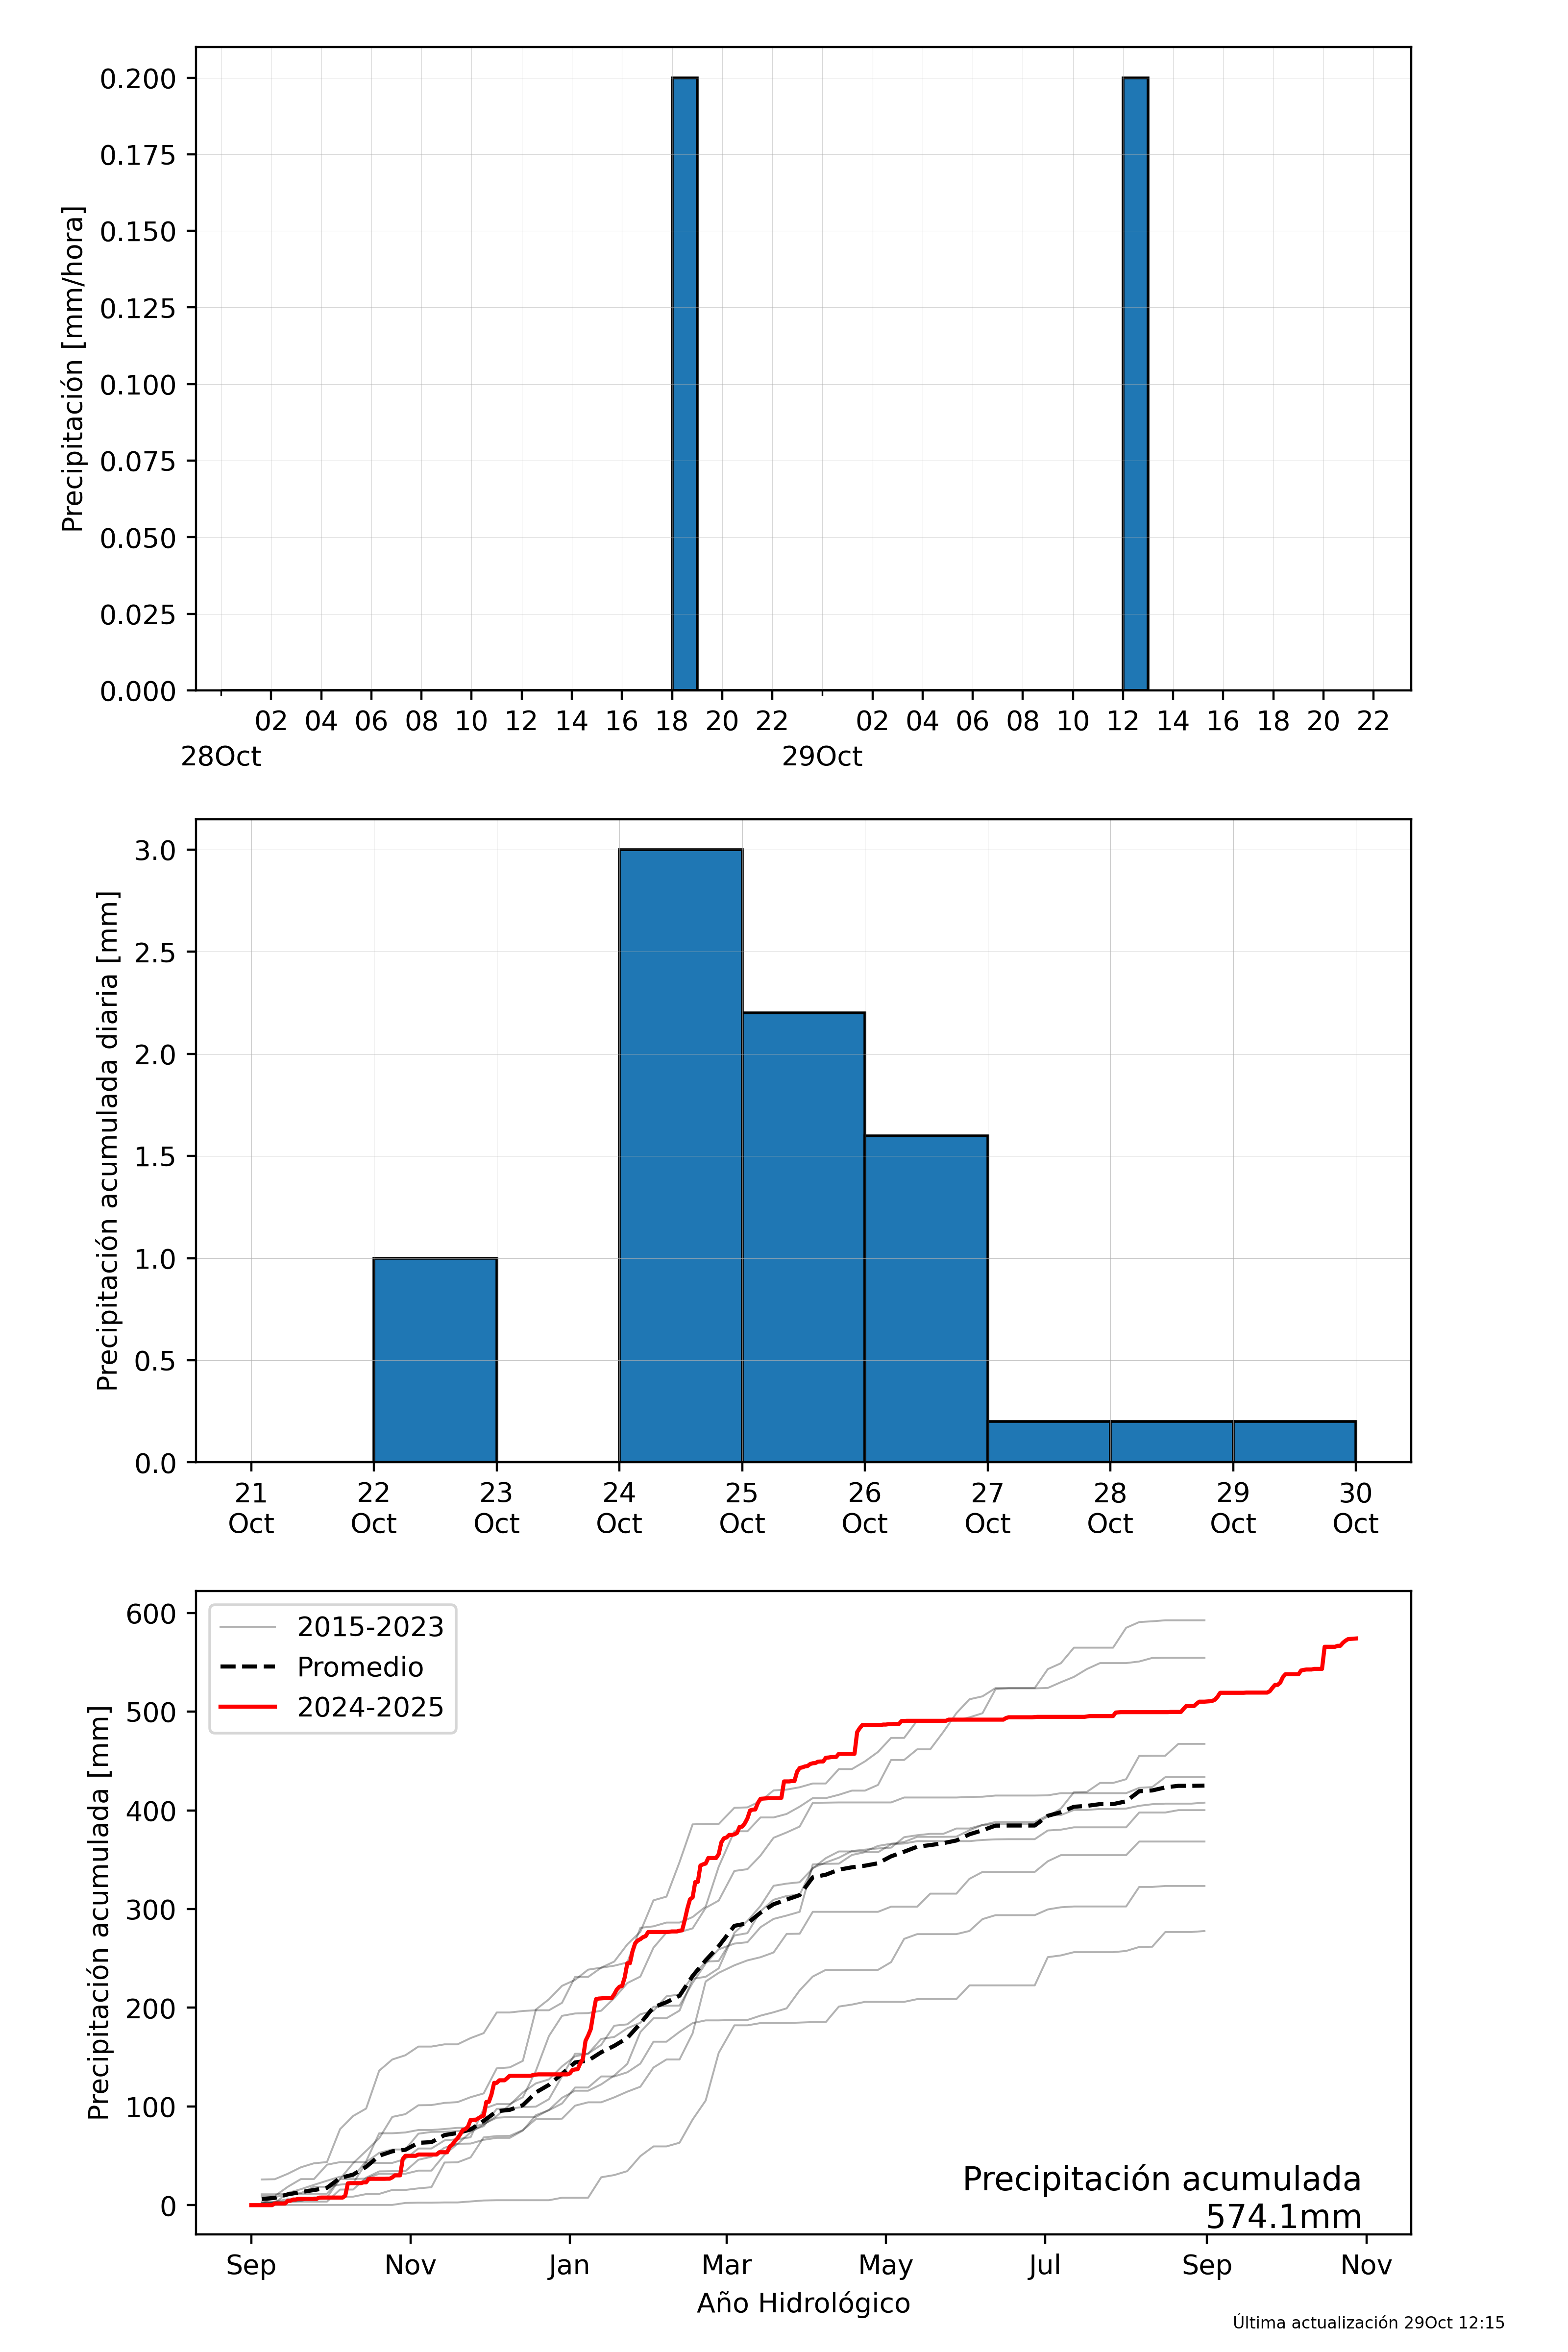 0.200
0.175
0.150
0.125
0.100
0.075
0.050
0.025
0.000
Precipitación [mm/hora]
02 04 06 08 10 12 14 16 18 20 22 02 04 06 08 10 12 14 16 18 20 22
28Oct 29Oct
3.0
2.5
2.0
1.5
1.0
0.5
0.0
Precipitación acumulada diaria [mm]
21 22 23 24 25 26 27 28 29 30
Oct Oct Oct Oct Oct Oct Oct Oct Oct Oct
600
500
400
300
200
100
0
Precipitación acumulada [mm]
2015-2023
Promedio
2024-2025
Precipitación acumulada
574.1mm
Sep Nov Jan Mar May Jul Sep Nov
Año Hidrológico
Última actualización 29Oct 12:15